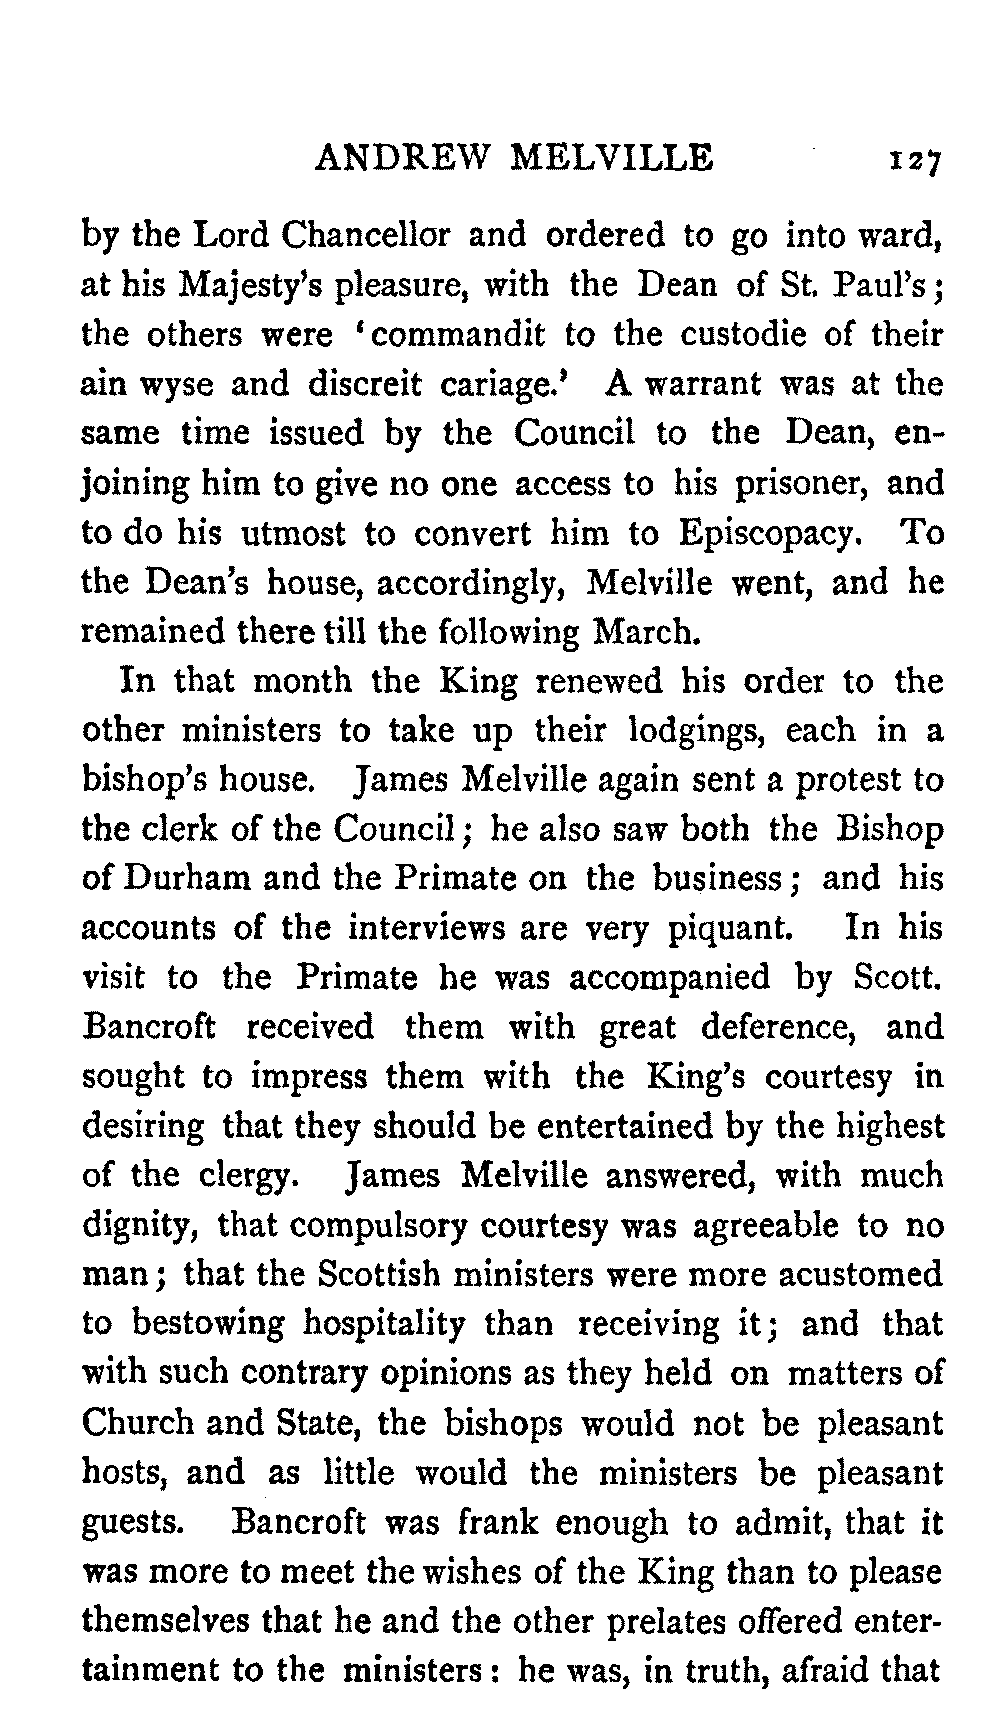 ANDREW MELVILLE 127
by the Lord Chancellor and ordered to go into ward,
at his Majesty's pleasure, with the Dean of St. Paul's;
the others were 'commandit to the custodie of their
ain wyse and discreit cariage.' A warrant was at the
same time issued by the Council to the Dean, en-
joining him to give no one access to his prisoner, and
to do his utmost to convert him to Episcopacy. To
the Dean's house, accordingly, Melville went, and he
remained there till the following March.
In that month the King renewed his order to the
other ministers to take up their lodgings, each in a
bishop's house. James Melville again sent a protest to
the clerk of the Council; he also saw both the Bishop
of Durham and the Primate on the business; and his
accounts of the interviews are very piquant. In his
visit to the Primate he was accompanied by Scott.
Bancroft received them with great deference, and
sought to impress them with the King's courtesy in
desiring that they should be entertained by the highest
of the clergy. James Melville answered, with much
dignity, that compulsory courtesy was agreeable to no
man; that the Scottish ministers were more acustomed
to bestowing hospitality than receiving it; and that
with such contrary opinions as they held on matters of
Church and State, the bishops would not be pleasant
hosts, and as little would the ministers be pleasant
guests. Bancroft was frank enough to admit, that it
was more to meet the wishes of the King than to please
themselves that he and the other prelates offered enter-
tainment to the ministers: he was, in truth, afraid that